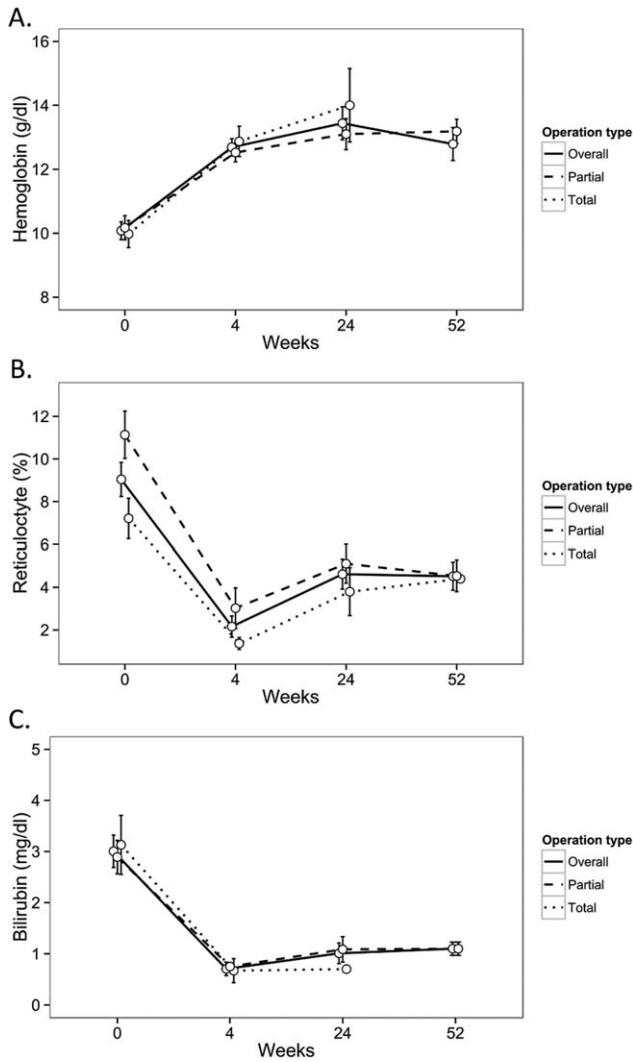 A.
16
14
12
10
8
Hemoglobin (g/dl)
0 4 24 52
Weeks
Operation type
Overall
Partial
Total
B.
12
10
8
6
4
2
Reticuloctyte (%)
0 4 24 52
Weeks
Operation type
Overall
Partial
Total
C.
5
4
3
2
1
0
Bilirubin (mg/dl)
0 4 24 52
Weeks
Operation type
Overall
Partial
Total